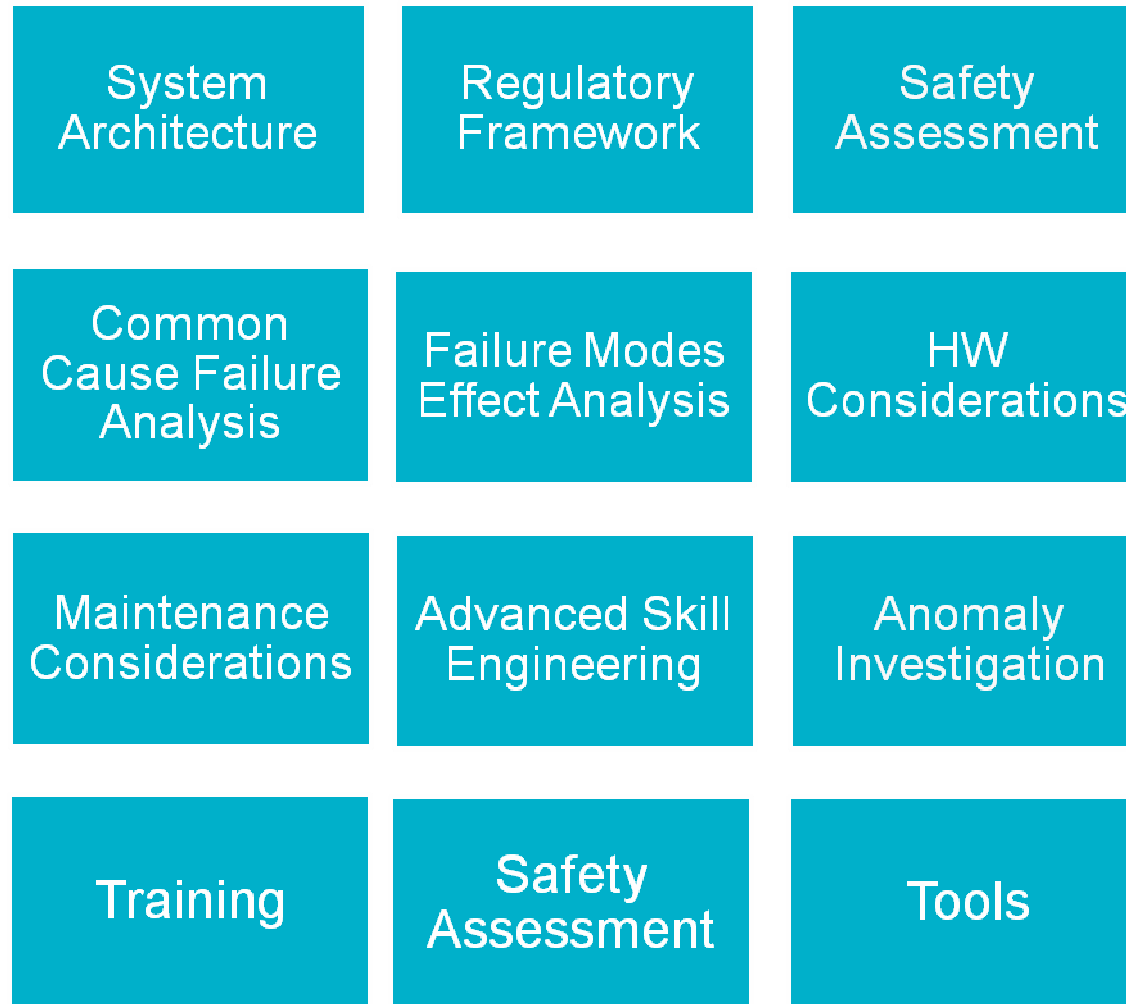 System
Architecture
Regulatory
Framework
Safety
Assessment
Common
Cause Failure
Analysis
Failure Modes
Effect Analysis
HW
Considerations
Maintenance
Considerations
Advanced Skill
Engineering
Anomaly
Investigation
Training
Safety
Assessment
Tools